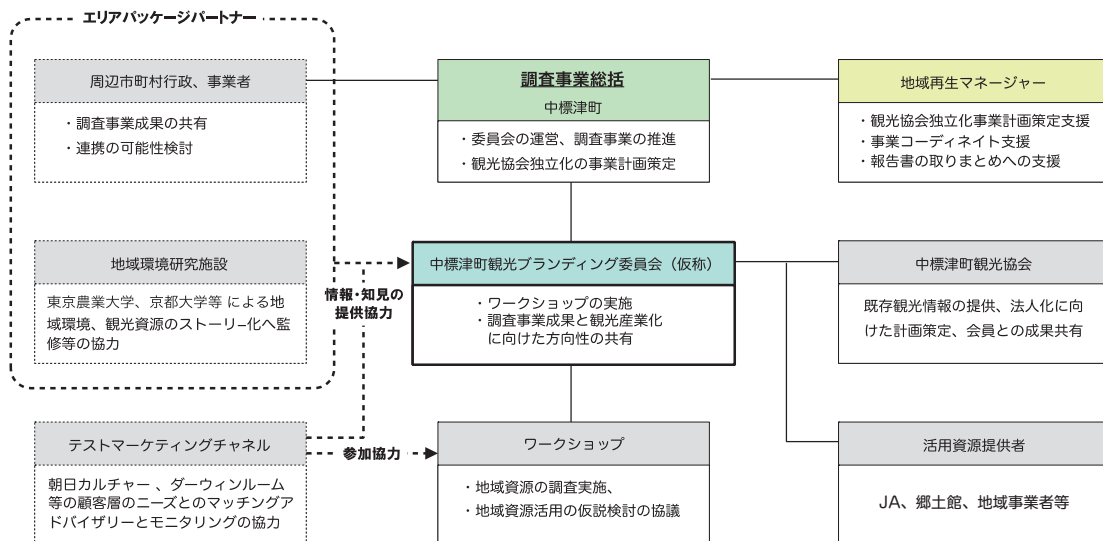 エリアパッケージパートナー
周辺市町村行政、事業者
・調査事業成果の共有
・連携の可能性検討
調査事業総括
中標津町
・委員会の運営、調査事業の推進
・観光協会独立化の事業計画策定
地域再生マネージャー
・観光協会独立化事業計画策定支援
・事業コーディネイト支援
・報告書の取りまとめへの支援
地域環境研究施設
東京農業大学、京都大学等 による地
域環境、観光資源のストーリ−化へ監
修等の協力
情報・知見の
提供協力
中標津町観光ブランディング委員会（仮称）
・ワークショップの実施
・調査事業成果と観光産業化
に向けた方向性の共有
中標津町観光協会
既存観光情報の提供、法人化に向
けた計画策定、会員との成果共有
テストマーケティングチャネル
朝日カルチャー 、ダーウィンルーム
等の顧客層のニーズとのマッチングア
ドバイザリーとモニタリングの協力
参加協力
ワークショップ
・地域資源の調査実施、
・地域資源活用の仮説検討の協議
活用資源提供者
JA、郷土館、地域事業者等